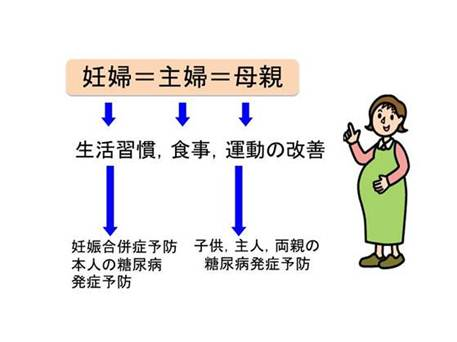 妊婦＝主婦＝母親
生活習慣，食事，運動の改善
妊娠合併症予防
本人の糖尿病
発症予防
子供，主人，両親の
糖尿病発症予防